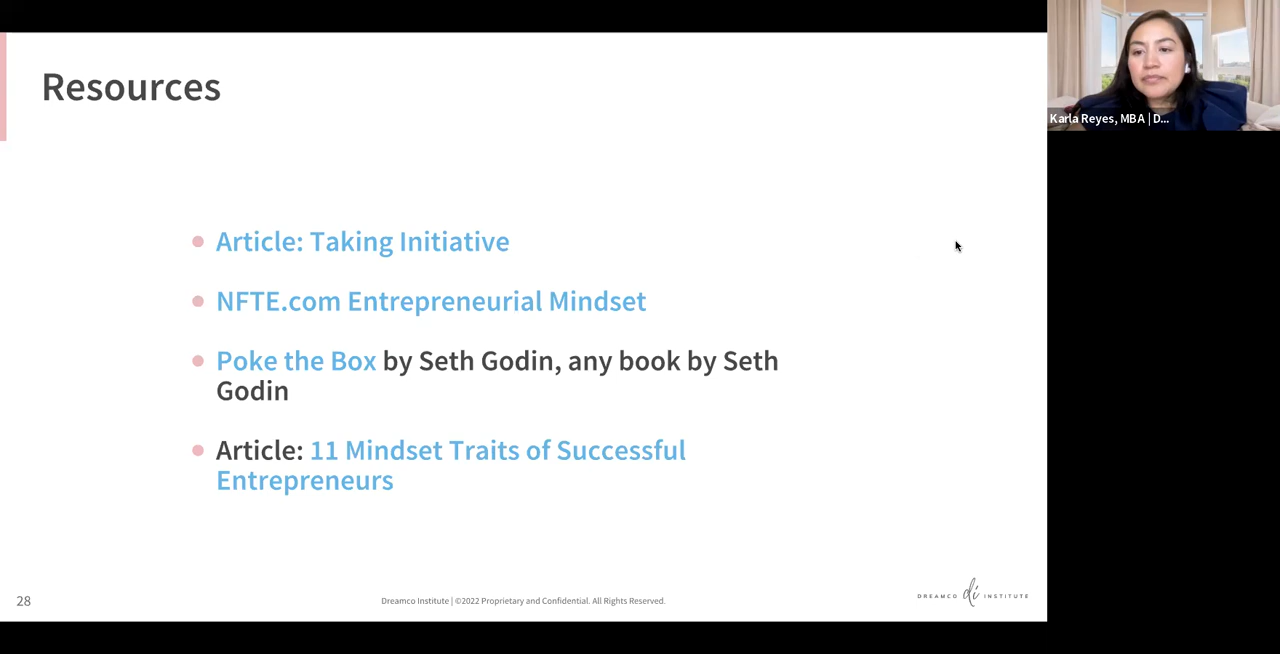 Resources
Article: Taking Initiative
NFTE.com Entrepreneurial Mindset
Poke the Box by Seth Godin, any book by Seth
Godin
Article: 11 Mindset Traits of Successful
Entrepreneurs
28
Dreamco Institute | ©2022 Proprietary and Confidential. All Rights Reserved.
DREAMCO di INSTITUTE
Karla Reyes, MBA | D...